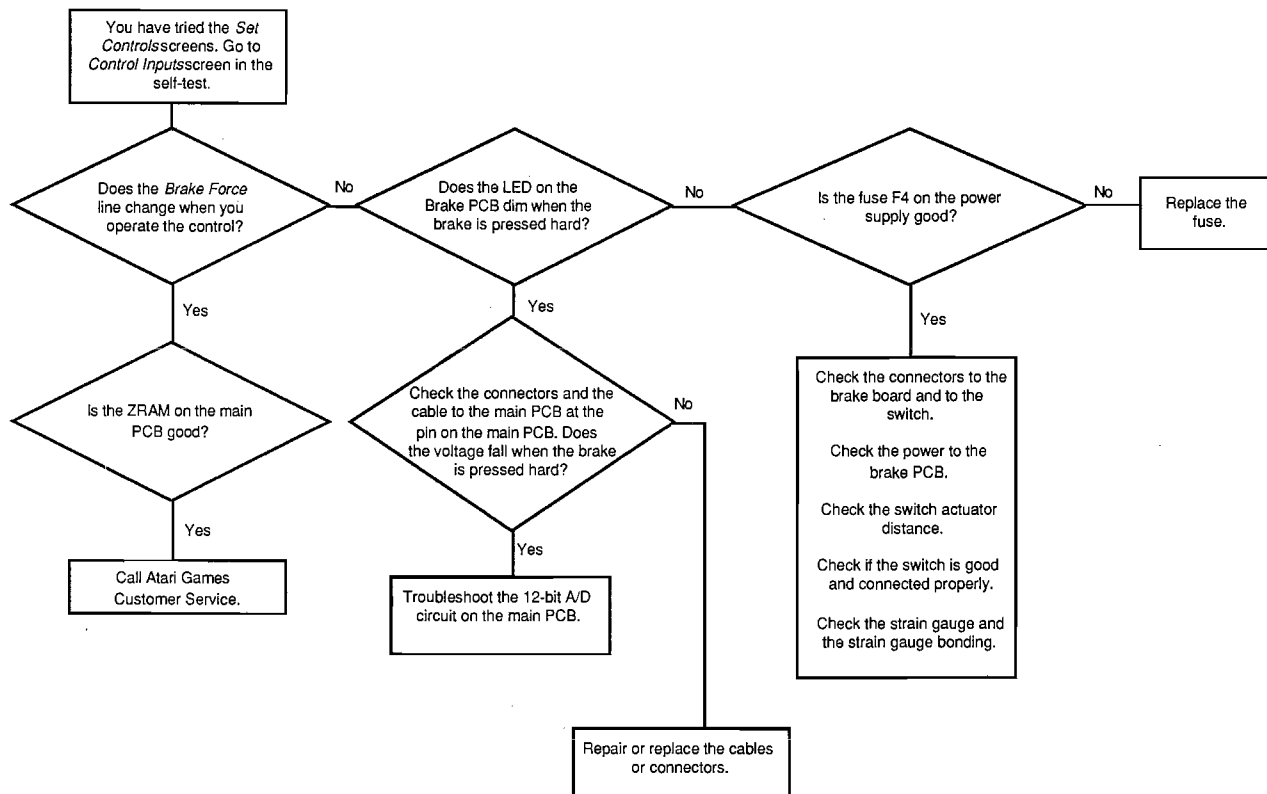 You have tried the Set
Controlsscreens. Go to
Control Inputsscreen in the
self-test.
Does the Brake Force
line change when you
operate the control?
No
Does the LED on the
Brake PCB dim when the
brake is pressed hard?
No
Is the fuse F4 on the power
supply good?
No
Replace the
fuse.
Yes
Yes
Yes
Is the ZRAM on the main
PCB good?
Check the connectors and the
cable to the main PCB at the
pin on the main PCB. Does
the voltage fall when the brake
is pressed hard?
No
Check the connectors to the
brake board and to the
switch.
Check the power to the
brake PCB.
Check the switch actuator
distance.
Check if the switch is good
and connected properly.
Check the strain gauge and
the strain gauge bonding.
Yes
Yes
Call Atari Games
Customer Service.
Troubleshoot the 12-bit A/D
circuit on the main PCB.
Repair or replace the cables
or connectors.